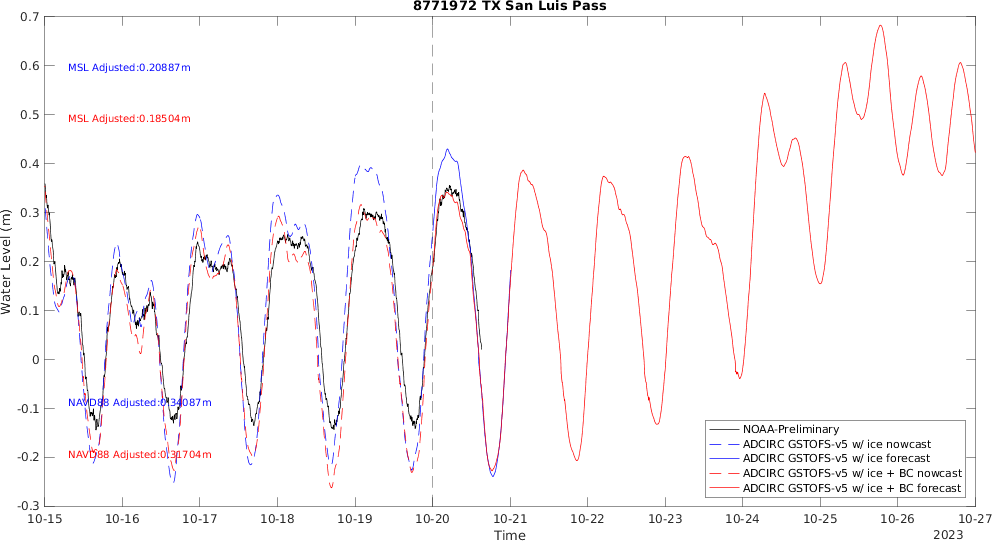 8771972 TX San Luis Pass
0.7
0.6
0.5
0.4
0.3
0.2
0.1
0
-0.1
-0.2
-0.3
Water Level (m)
MSL Adjusted:0.20887m
MSL Adjusted:0.18504m
NAVD88 Adjusted:0.34087m
NAVD88 Adjusted:0.31704m
NOAA-Preliminary
ADCIRC GSTOFS-v5 w/ ice nowcast
ADCIRC GSTOFS-v5 w/ ice forecast
ADCIRC GSTOFS-v5 w/ ice + BC nowcast
ADCIRC GSTOFS-v5 w/ ice + BC forecast
10-15 10-16 10-17 10-18 10-19 10-20 10-21 10-22 10-23 10-24 10-25 10-26 10-27
Time
2023